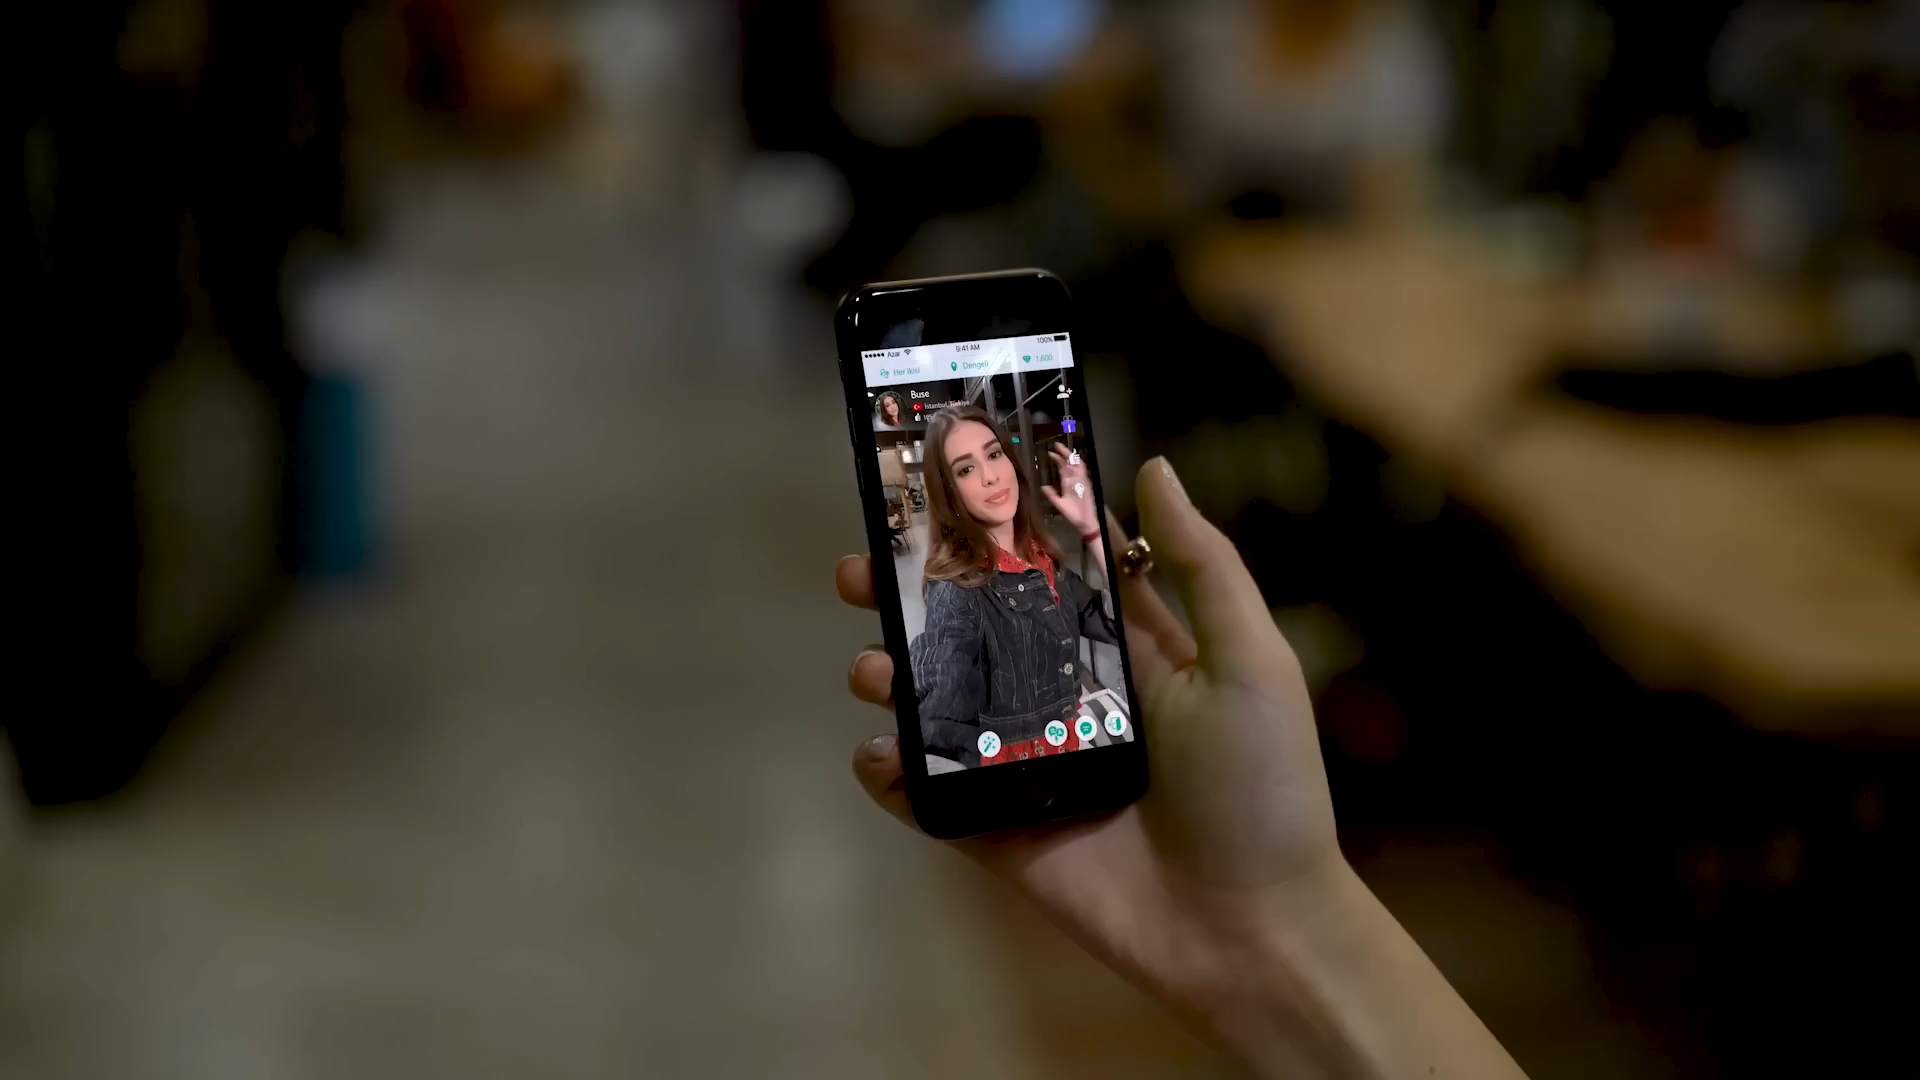 Azar 9:41 AM 100%
Her İkisi Dengeli 1,600
Buse
İstanbul, Türkiye